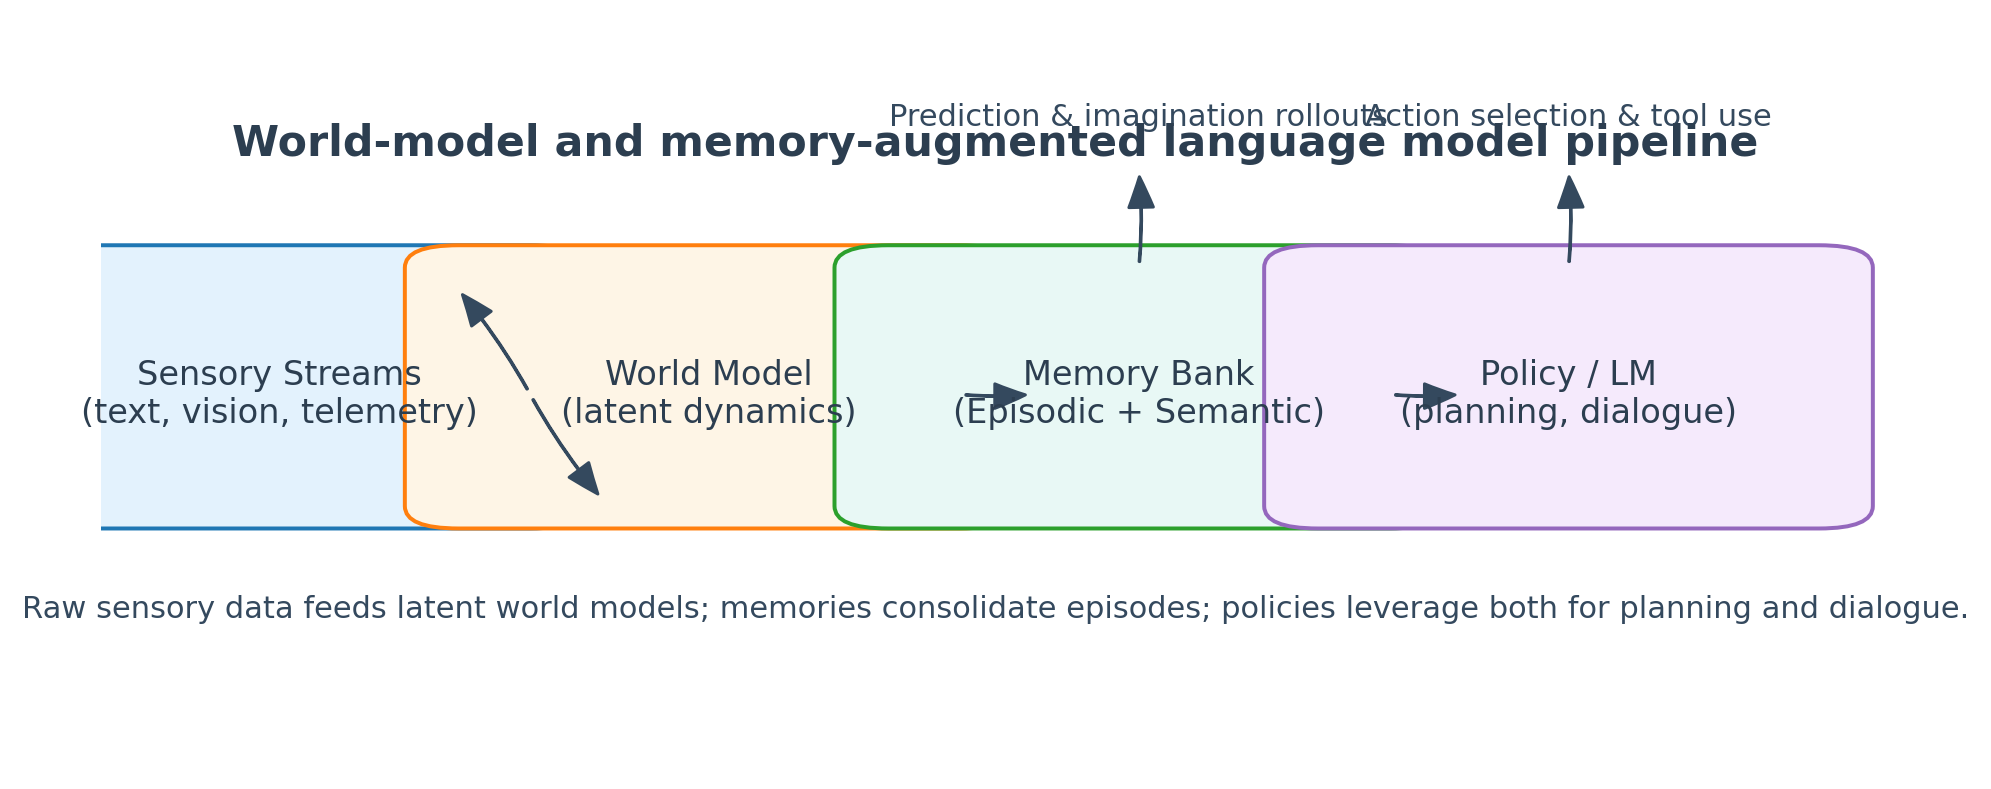 Prediction & imagination rollouts
Action selection & tool use
World-model and memory-augmented language model pipeline
Sensory Streams
(text, vision, telemetry)
World Model
(latent dynamics)
Memory Bank
(Episodic + Semantic)
Policy / LM
(planning, dialogue)
Raw sensory data feeds latent world models; memories consolidate episodes; policies leverage both for planning and dialogue.